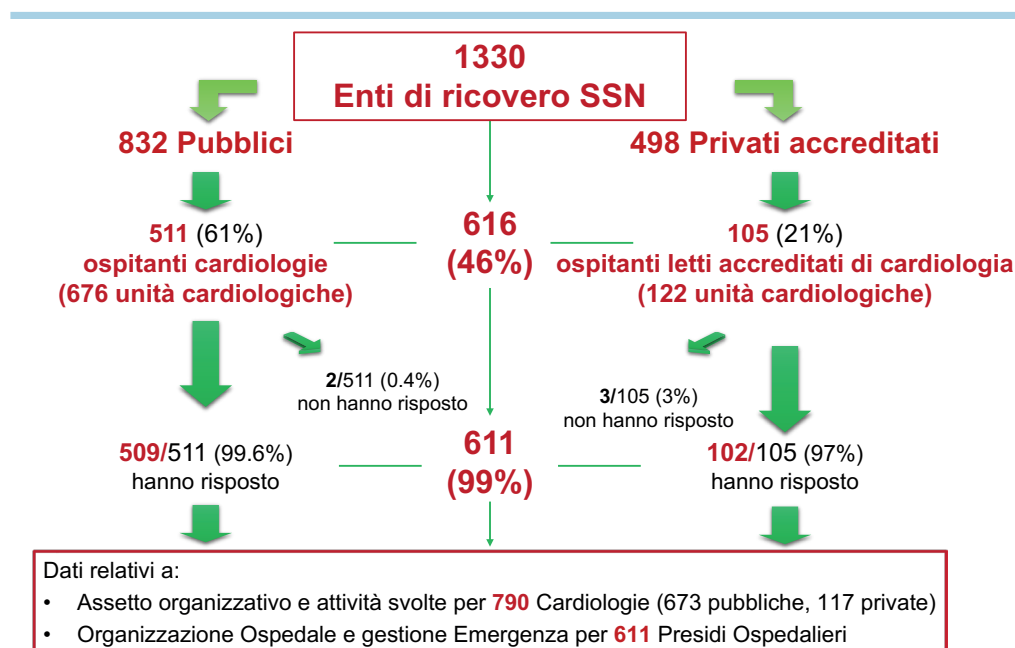 1330
Enti di ricovero SSN
832 Pubblici
498 Privati accreditati
511 (61%)
ospitanti cardiologie
(676 unità cardiologiche)
616
(46%)
105 (21%)
ospitanti letti accreditati di cardiologia
(122 unità cardiologiche)
2/511 (0.4%)
non hanno risposto
3/105 (3%)
non hanno risposto
509/511 (99.6%)
hanno risposto
611
(99%)
102/105 (97%)
hanno risposto
Dati relativi a:
• Assetto organizzativo e attività svolte per 790 Cardiologie (673 pubbliche, 117 private)
• Organizzazione Ospedale e gestione Emergenza per 611 Presidi Ospedalieri